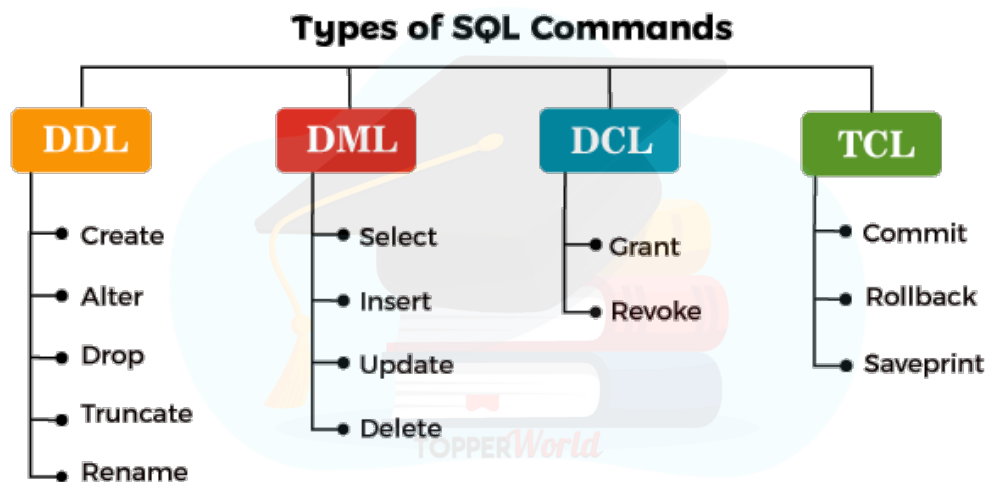 Types of SQL Commands
DDL
Create
Alter
Drop
Truncate
Rename
DML
Select
Insert
Update
Delete
DCL
Grant
Revoke
TCL
Commit
Rollback
Saveprint
TOPPERWorld